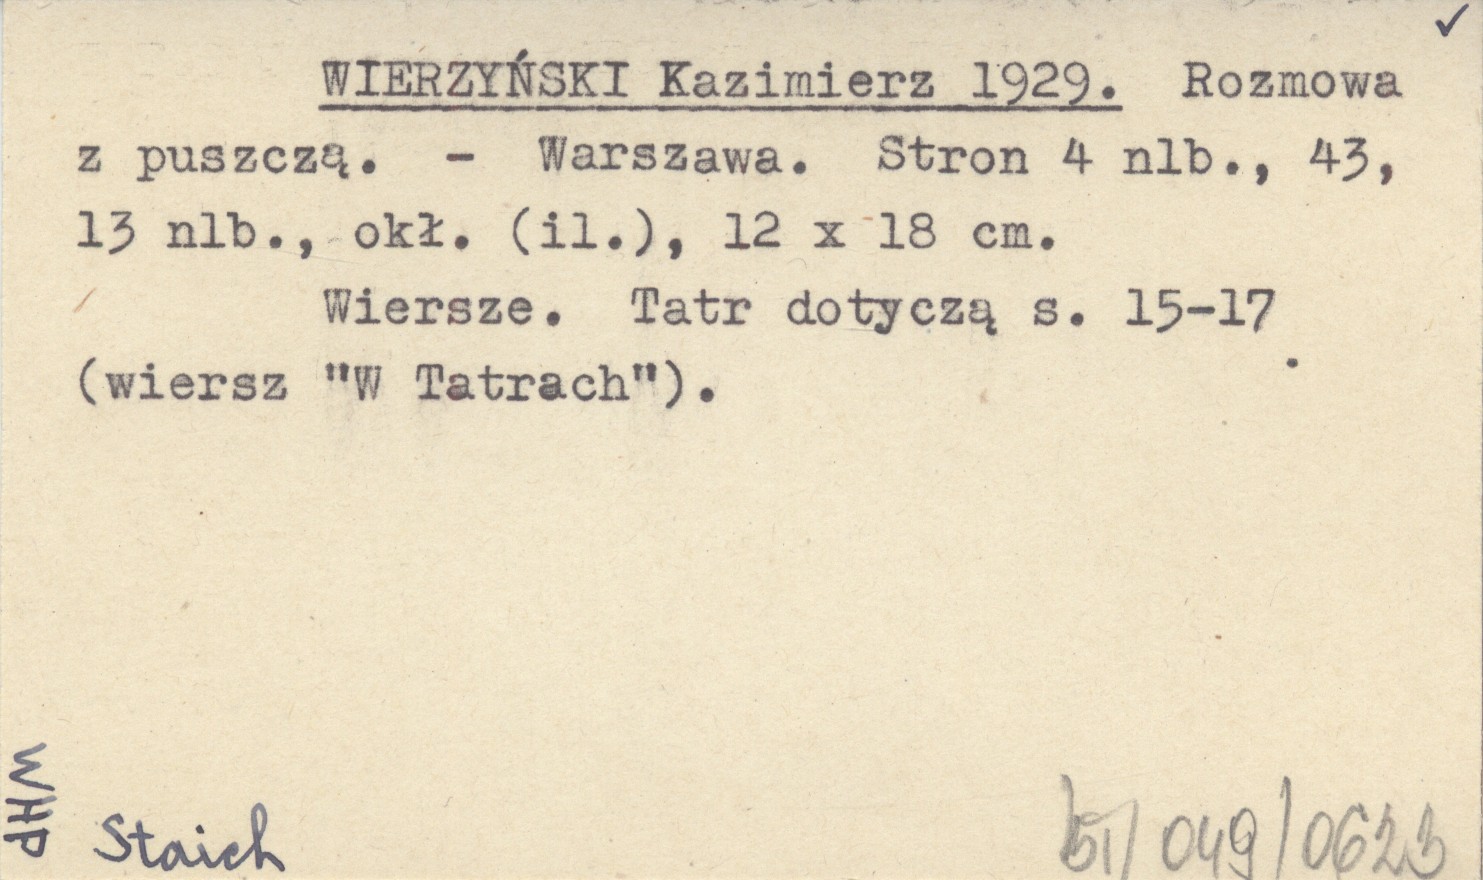 WIERZYŃSKI Kazimierz 1929. Rozmowa
z puszczą. - Warszawa. Stron 4 nlb., 43,
13 nlb., okł. (il.), 12 x 18 cm.
Wiersze. Tatr dotyczą s. 15-17
(wiersz "W Tatrach").
WHP
Staich
51/049/0623